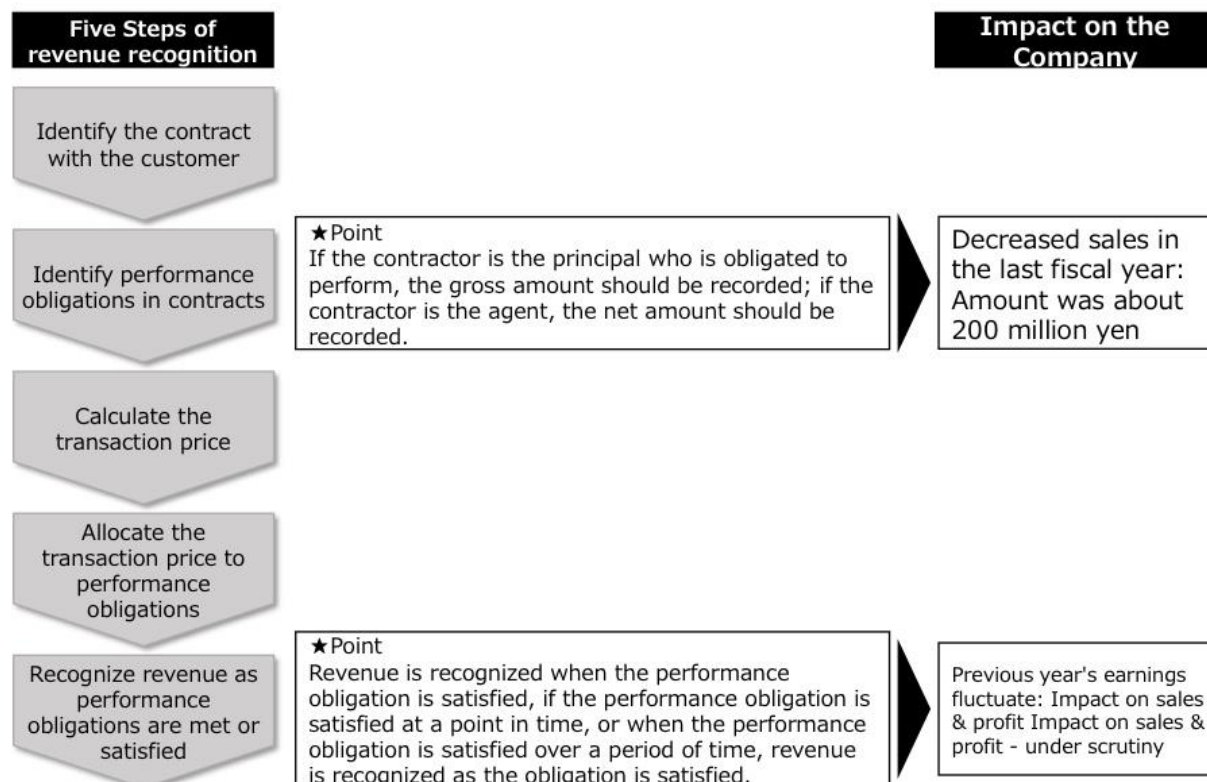 Five Steps of
revenue recognition
Impact on the
Company
Identify the contract
with the customer
Identify performance
obligations in contracts
★Point
If the contractor is the principal who is obligated to
perform, the gross amount should be recorded; if the
contractor is the agent, the net amount should be
recorded.
Decreased sales in
the last fiscal year:
Amount was about
200 million yen
Calculate the
transaction price
Allocate the
transaction price to
performance
obligations
Recognize revenue as
performance
obligations are met or
satisfied
★Point
Revenue is recognized when the performance
obligation is satisfied, if the performance obligation is
satisfied at a point in time, or when the performance
obligation is satisfied over a period of time, revenue
is recognized as the obligation is satisfied.
Previous year's earnings
fluctuate: Impact on sales
& profit Impact on sales &
profit - under scrutiny